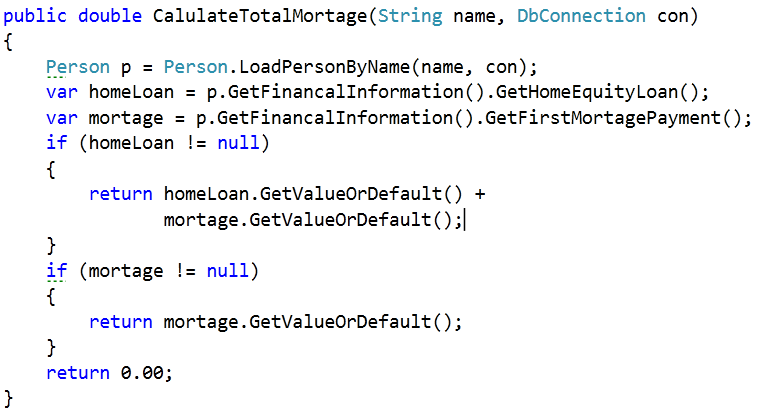 public double CalulateTotalMortage(String name, DbConnection con)
{
    Person p = Person.LoadPersonByName(name, con);
    var homeLoan = p.GetFinancalInformation().GetHomeEquityLoan();
    var mortage = p.GetFinancalInformation().GetFirstMortagePayment();
    if (homeLoan != null)
    {
        return homeLoan.GetValueOrDefault() +
               mortage.GetValueOrDefault();
    }
    if (mortage != null)
    {
        return mortage.GetValueOrDefault();
    }
    return 0.00;
}